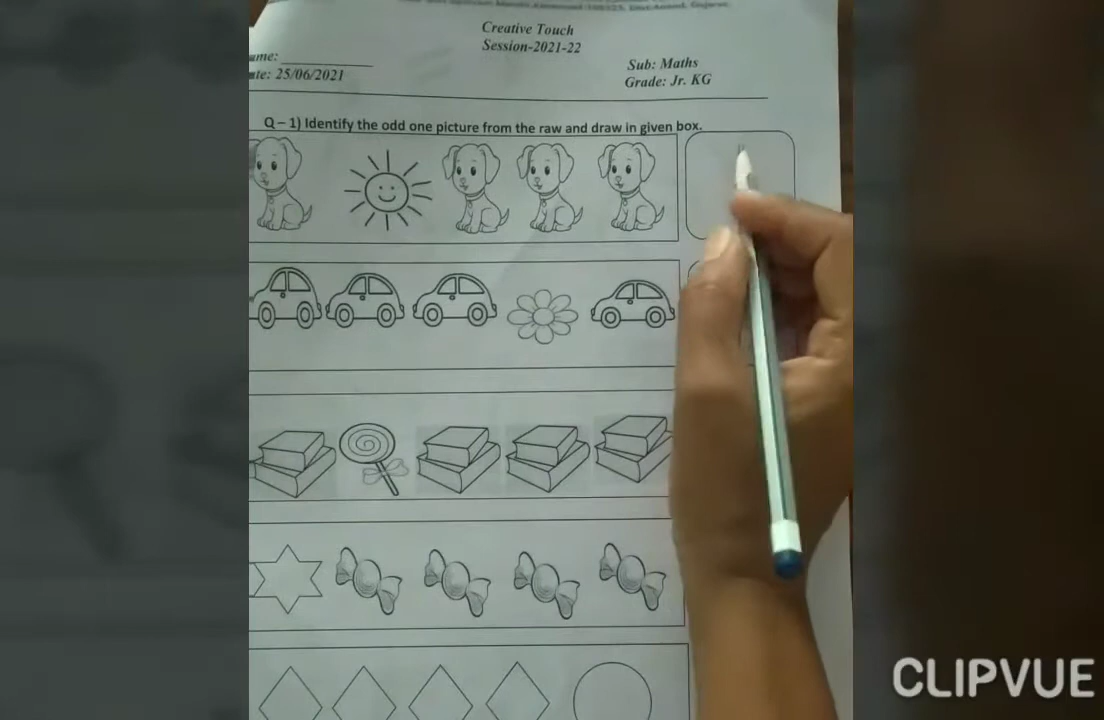 Creative Touch
Session-2021-22
ume:
ate: 25/06/2021
Sub: Maths
Grade: Jr. KG
Q – 1) Identify the odd one picture from the raw and draw in given box.
CLIPVUE